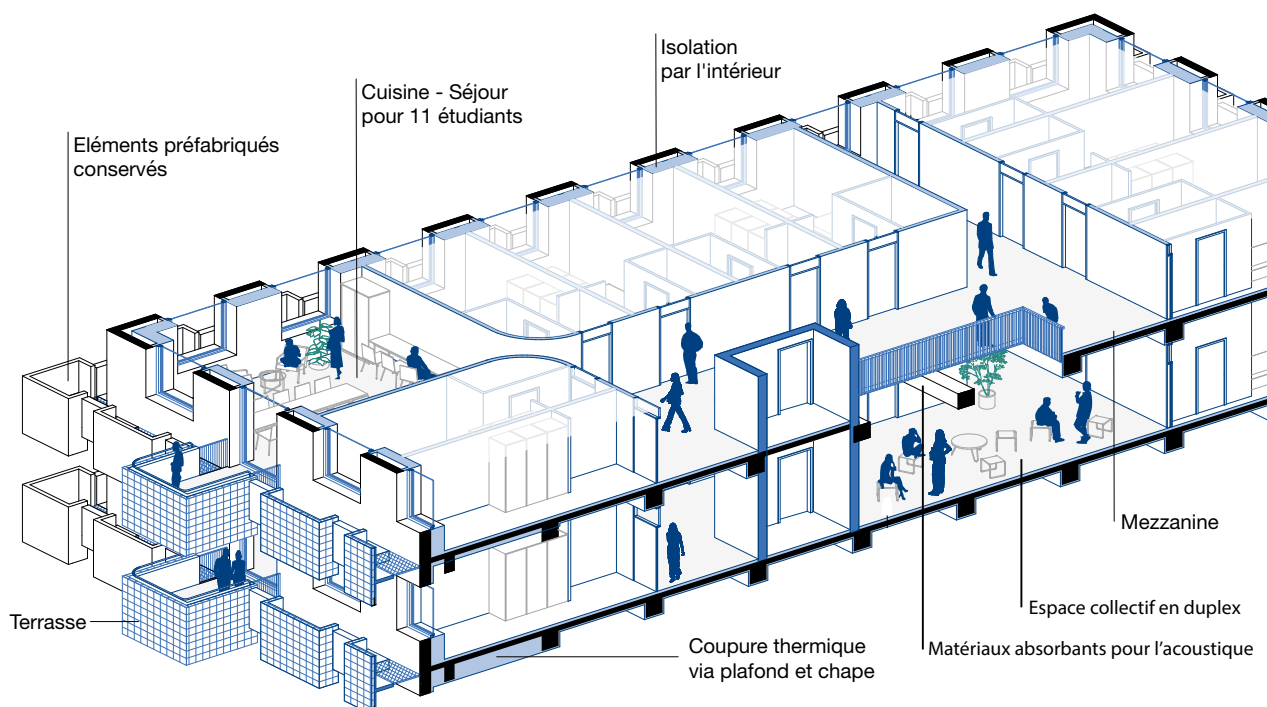 Isolation
par l'intérieur
Cuisine - Séjour
pour 11 étudiants
Eléments préfabriqués
conservés
Mezzanine
Espace collectif en duplex
Terrasse
Matériaux absorbants pour l’acoustique
Coupure thermique
via plafond et chape